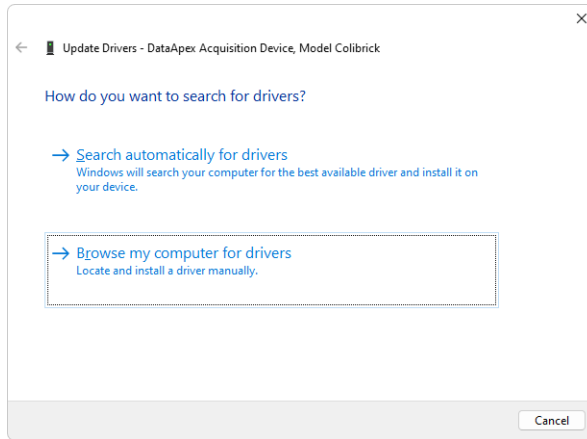 Update Drivers - DataApex Acquisition Device, Model Colibrick
How do you want to search for drivers?
Search automatically for drivers
Windows will search your computer for the best available driver and install it on
your device.
Browse my computer for drivers
Locate and install a driver manually.
Cancel